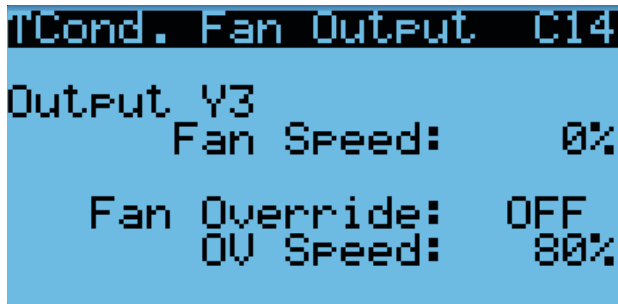 TCond. Fan Output C14
Output Y3
Fan Speed: 0%
Fan Override: OFF
OV Speed: 80%